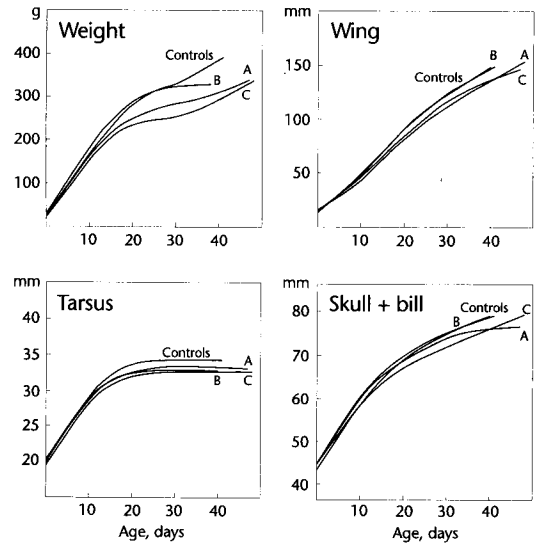 g
Weight
400
300
200
100
Controls
A
B
C
10 20 30 40
mm
Wing
150
100
50
B
Controls
A
C
10 20 30 40
mm
Tarsus
40
35
30
25
20
Controls
A
B
C
10 20 30 40
Age, days
mm
Skull + bill
80
70
60
50
40
Controls
B
C
A
10 20 30 40
Age, days